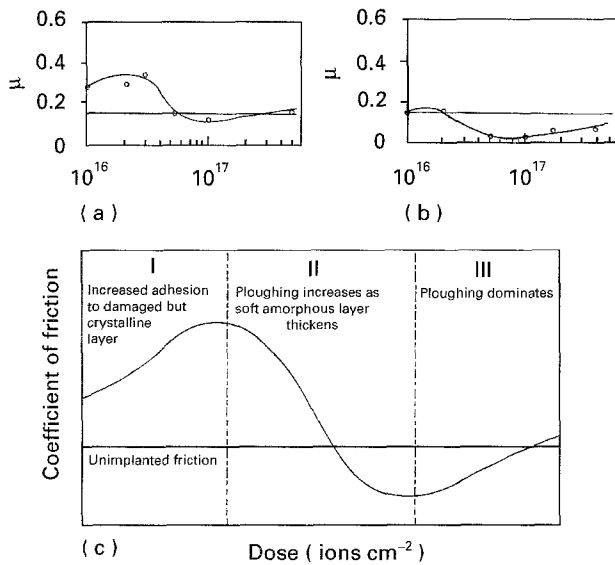 0.6
0.4
μ
0.2
0
10¹⁶
10¹⁷
(a)
0.6
0.4
μ
0.2
0
10¹⁶
10¹⁷
(b)
Coefficient of friction
I
Increased adhesion
to damaged but
crystalline
layer
II
Ploughing increases as
soft amorphous layer
thickens
III
Ploughing dominates
Unimplanted friction
(c)
Dose (ions cm⁻²)